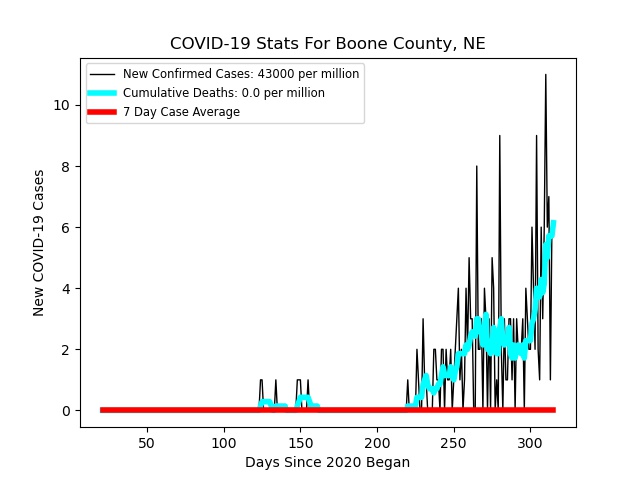 COVID-19 Stats For Boone County, NE
New Confirmed Cases: 43000 per million
Cumulative Deaths: 0.0 per million
7 Day Case Average
10
8
6
4
2
0
New COVID-19 Cases
50 100 150 200 250 300
Days Since 2020 Began